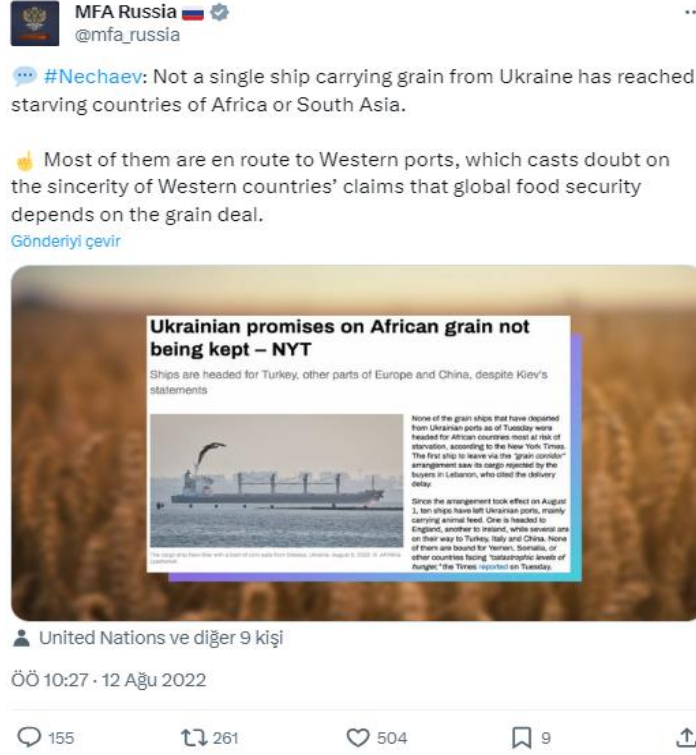 MFA Russia
@mfa_russia
#Nechaev: Not a single ship carrying grain from Ukraine has reached
starving countries of Africa or South Asia.
Most of them are en route to Western ports, which casts doubt on
the sincerity of Western countries’ claims that global food security
depends on the grain deal.
Gönderiyi çevir
Ukrainian promises on African grain not
being kept – NYT
Ships are headed for Turkey, other parts of Europe and China, despite Kiev's
statements
None of the grain ships that have departed
from Ukrainian ports as of Tuesday were
headed for African countries most at risk of
starvation, according to the New York Times.
The first ship to leave via the "grain corridor"
arrangement saw its cargo rejected by the
buyers in Lebanon, who cited the delivery
delay.
Since the arrangement took effect on August
1, ten ships have left Ukrainian ports, mainly
carrying animal feed. One is headed to
England, another to Ireland, while several are
on their way to Turkey, Italy and China. None
of them are bound for Yemen, Somalia, or
other countries facing "catastrophic levels of
hunger," the Times reported on Tuesday.
United Nations ve diğer 9 kişi
ÖÖ 10:27 · 12 Ağu 2022
155
261
504
9